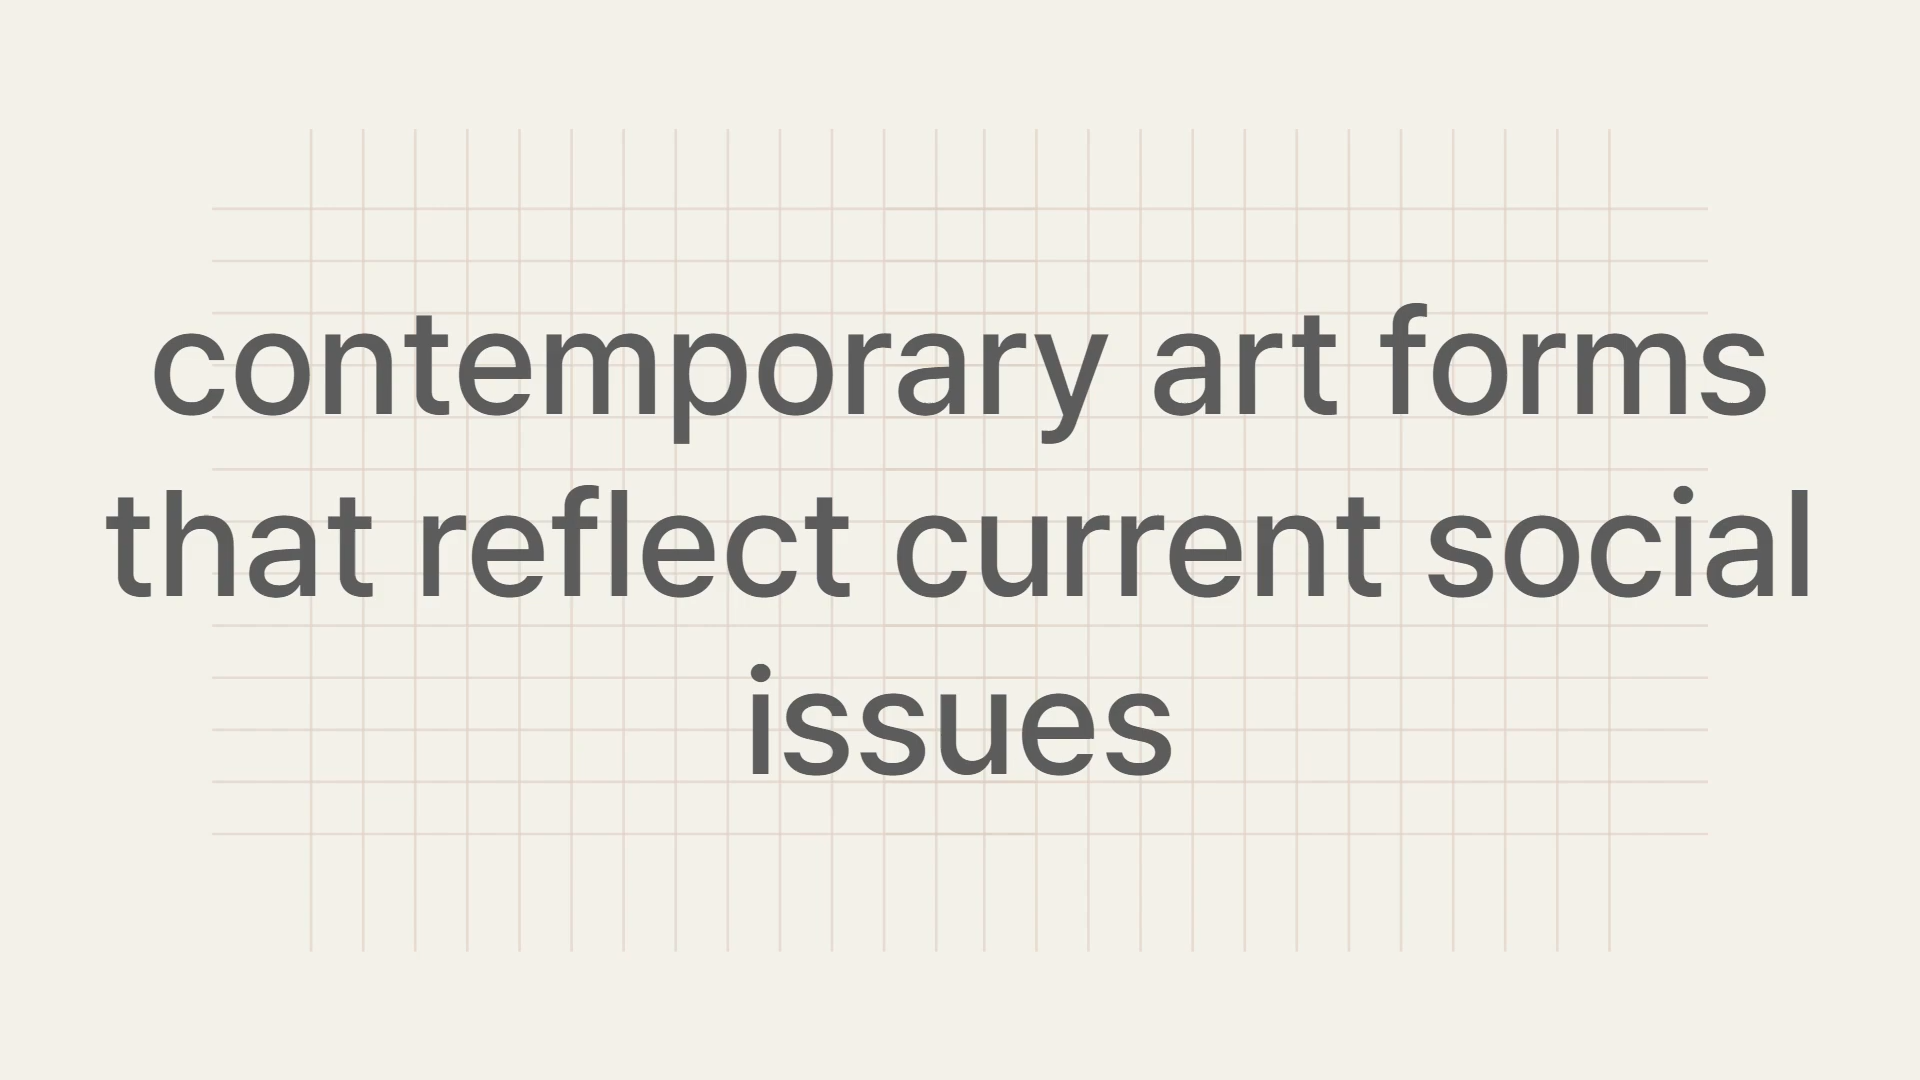 contemporary art forms
that reflect current social
issues